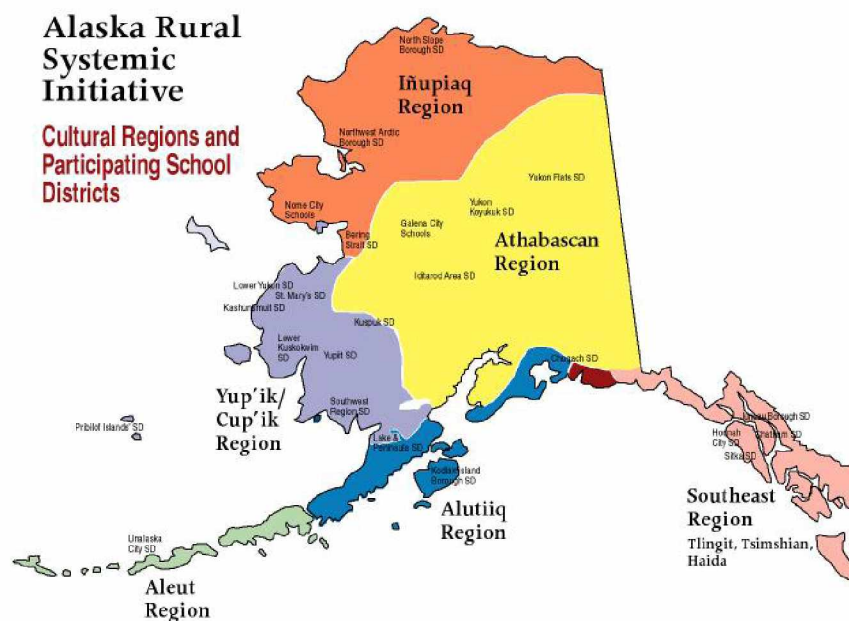 Alaska Rural
Systemic
Initiative
Cultural Regions and
Participating School
Districts
North Slope
Borough SD
Iñupiaq
Region
Northwest Arctic
Borough SD
Nome City
Schools
Bering
Strait SD
Yukon Flats SD
Yukon
Koyukuk SD
Galena City
Schools
Athabascan
Region
Iditarod Area SD
Lower Yukon SD
St. Mary's SD
Kashunamiut SD
Kuspuk SD
Lower
Kuskokwim
SD
Yupiit SD
Yup'ik/
Cup'ik
Region
Southwest
Region SD
Pribilof Islands' SD
Lake &
Peninsula SD
Kodiak Island
Borough SD
Alutiiq
Region
Chugach SD
Juneau Borough SD
Hoonah
City SD
Chatham SD
Sitka SD
Southeast
Region
Tlingit, Tsimshian,
Haida
Unalaska
City SD
Aleut
Region